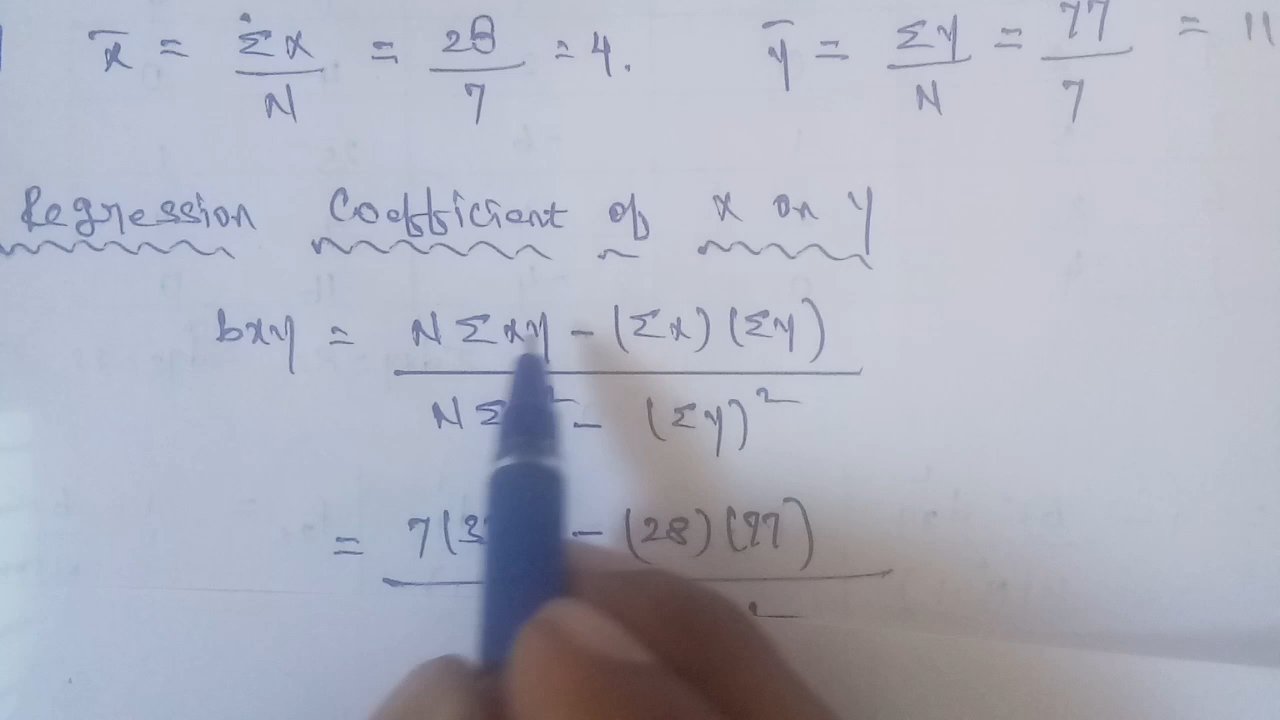 x̄ = Σx/N = 28/7 = 4. ȳ = Σy/N = 77/7 = 11
Regression Coefficient of x on y
bxy = NΣxy - (Σx)(Σy)
NΣ ² - (Σy)²
= 7(3 - (28)(77)